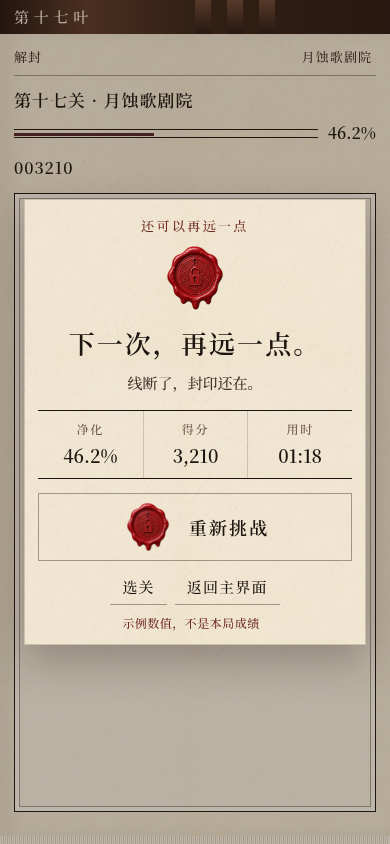 第十七叶
解封 月蚀歌剧院
第十七关 · 月蚀歌剧院
46.2%
003210
还可以再远一点
下一次，再远一点。
线断了，封印还在。
净化 得分 用时
46.2% 3,210 01:18
重新挑战
选关 返回主界面
示例数值，不是本局成绩